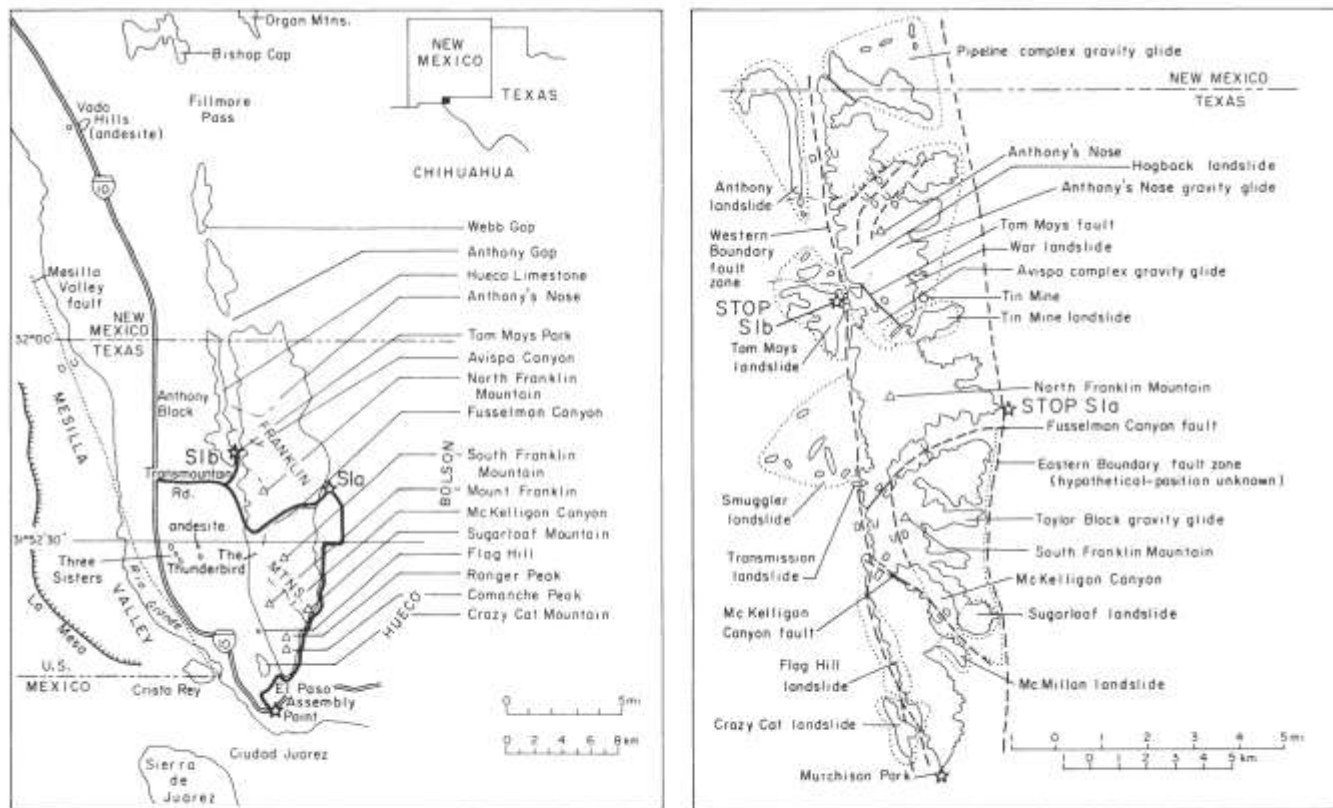 Organ Mtns.
Bishop Cap
NEW
MEXICO
TEXAS
Vado
Hills
(andesite)
Fillmore
Pass
10
CHIHUAHUA
Webb Gap
Anthony Gap
Hueco Limestone
Anthony's Nose
Mesilla
Valley
fault
NEW MEXICO
TEXAS
32°00'
Tom Mays Park
Avispa Canyon
North Franklin
Mountain
Fusselman Canyon
U
D
MESILLA
Anthony
Block
FRANKLIN
South Franklin
Mountain
BOLSON
S1b
S1a
Transmountain
Rd.
Mount Franklin
McKelligon Canyon
Sugarloaf Mountain
Flag Hill
Ranger Peak
Comanche Peak
Crazy Cat Mountain
andesite
31°52'30"
Three
Sisters
The
Thunderbird
MTNS.
HUECO
La
Mesa
Rio Grande
VALLEY
10
U.S.
MEXICO
Cristo Rey
El Paso
Assembly
Point
0 5mi
0 2 4 6 8km
Ciudad Juarez
Sierra
de
Juarez
Pipeline complex gravity glide
NEW MEXICO
TEXAS
Anthony's Nose
Hogback landslide
Anthony's Nose gravity glide
Anthony
landslide
Western
Boundary
fault
zone
Tom Mays fault
War landslide
Avispa complex gravity glide
Tin Mine
Tin Mine landslide
STOP
S1b
Tom Mays
landslide
North Franklin Mountain
STOP S1a
Fusselman Canyon fault
Eastern Boundary fault zone
(hypothetical-position unknown)
Smuggler
landslide
Taylor Block gravity glide
South Franklin Mountain
Transmission
landslide
McKelligan Canyon
Mc Kelligan
Canyon fault
Sugarloaf landslide
Flag Hill
landslide
McMillan landslide
Crazy Cat landslide
0 1 2 3 4 5mi
0 1 2 3 4 5km
Murchison Park